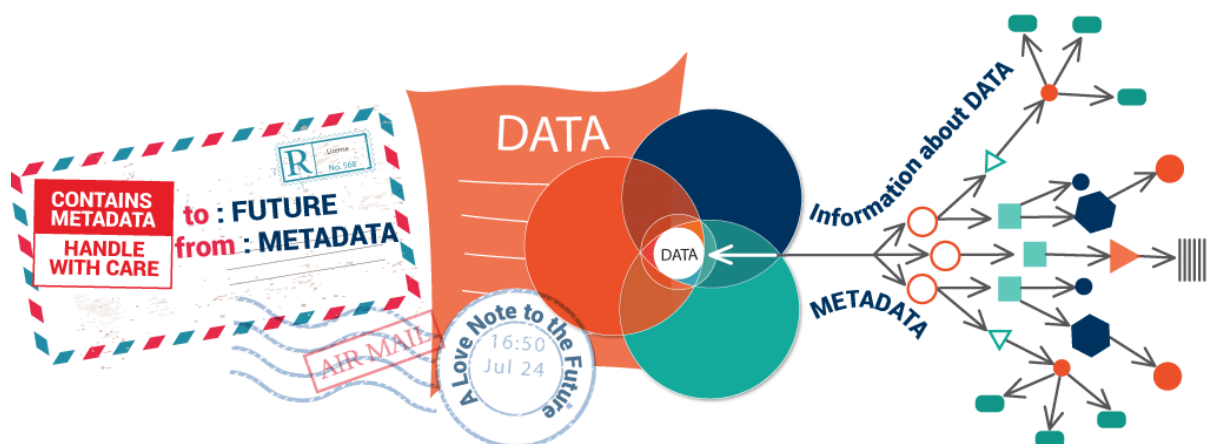 R
License
No. 568
CONTAINS
METADATA
HANDLE
WITH CARE
to : FUTURE
from : METADATA
AIR MAIL
A Love Note to the Future
16:50
Jul 24
DATA
DATA
Information about DATA
METADATA